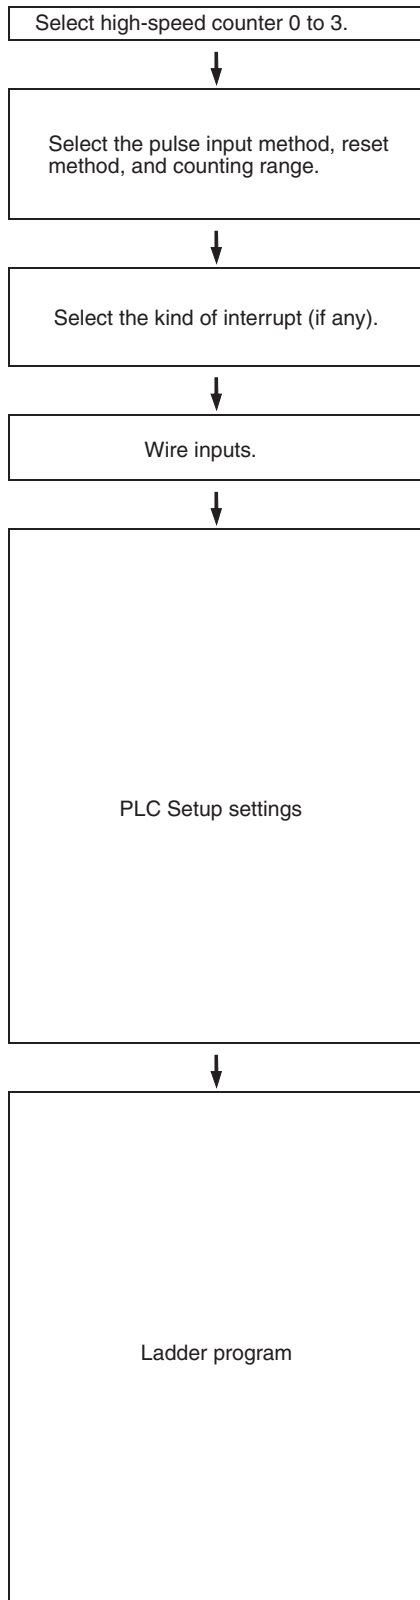 Select high-speed counter 0 to 3.
Select the pulse input method, reset
method, and counting range.
Select the kind of interrupt (if any).
Wire inputs.
PLC Setup settings
Ladder program